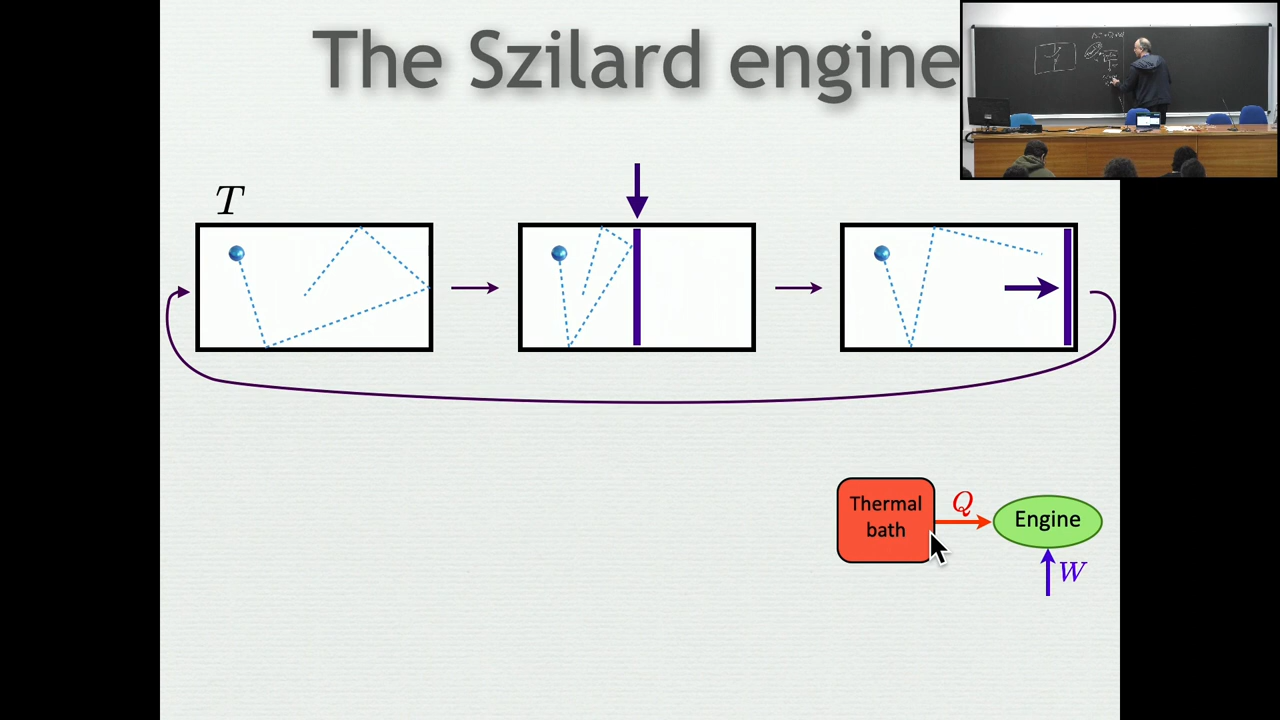 The Szilard engine
T
Thermal
bath
Q
Engine
W